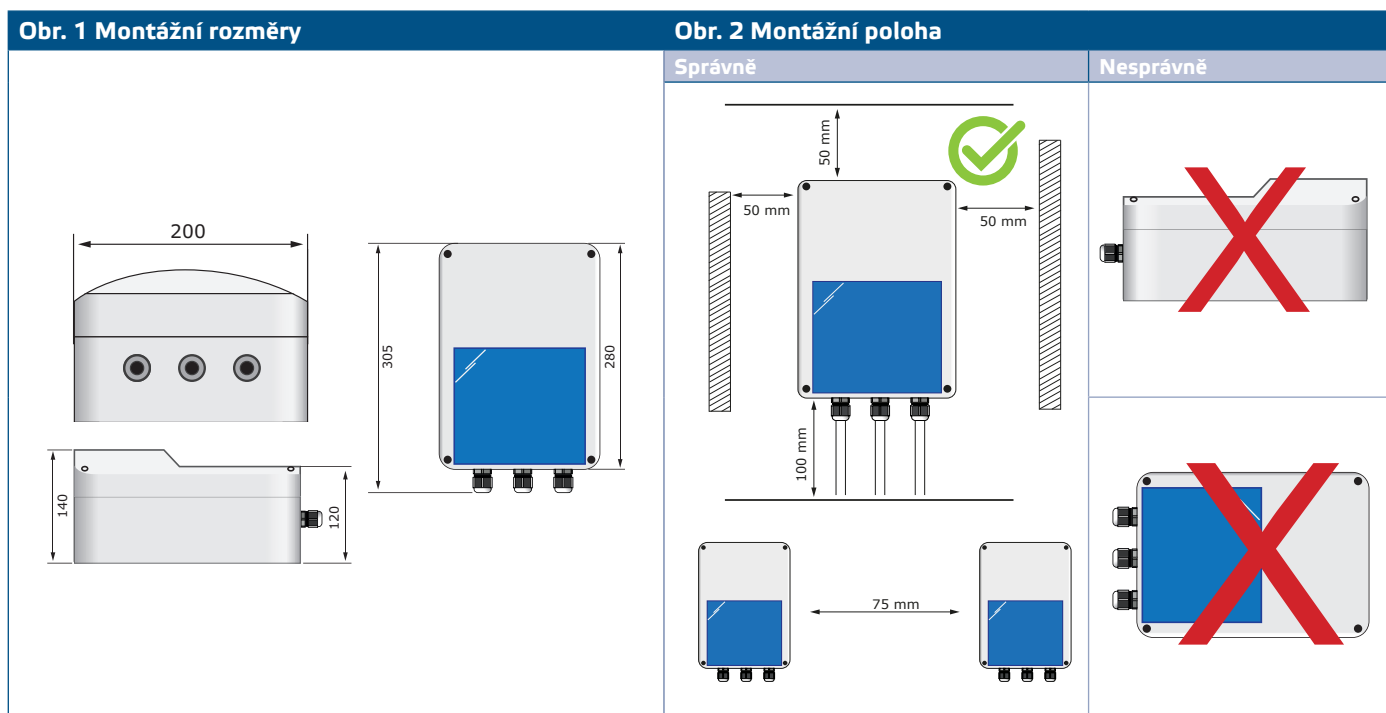 Obr. 1 Montážní rozměry
200
305
280
140
120
Obr. 2 Montážní poloha
Správně
Nesprávně
50 mm
50 mm
50 mm
100 mm
75 mm